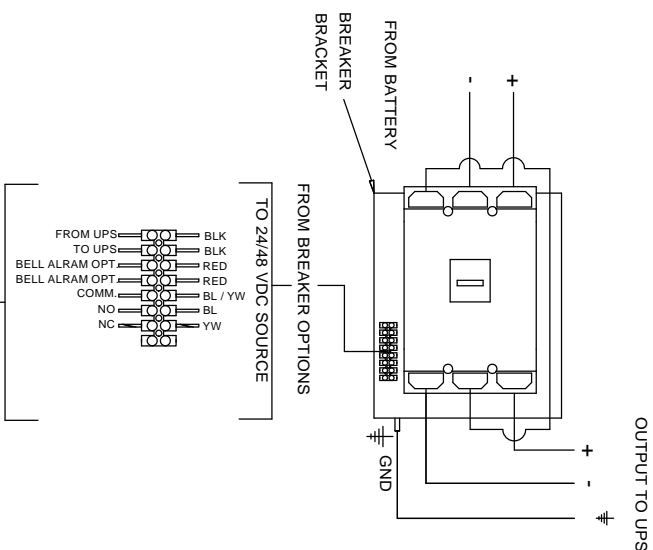 OUTPUT TO UPS
+
-
GND
FROM BATTERY
-
+
BREAKER
BRACKET
FROM BREAKER OPTIONS
TO 24/48 VDC SOURCE
FROM UPS BLK
TO UPS BLK
BELL ALRAM OPT. RED
BELL ALRAM OPT. RED
COMM. BL / YW
NO BL
NC YW